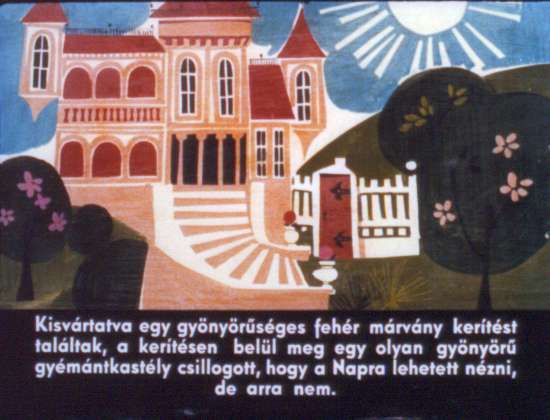 Kisvártatva egy gyönyörűséges fehér márvány kerítést
találtak, a kerítésen belül meg egy olyan gyönyörű
gyémántkastély csillogott, hogy a Napra lehetett nézni,
de arra nem.